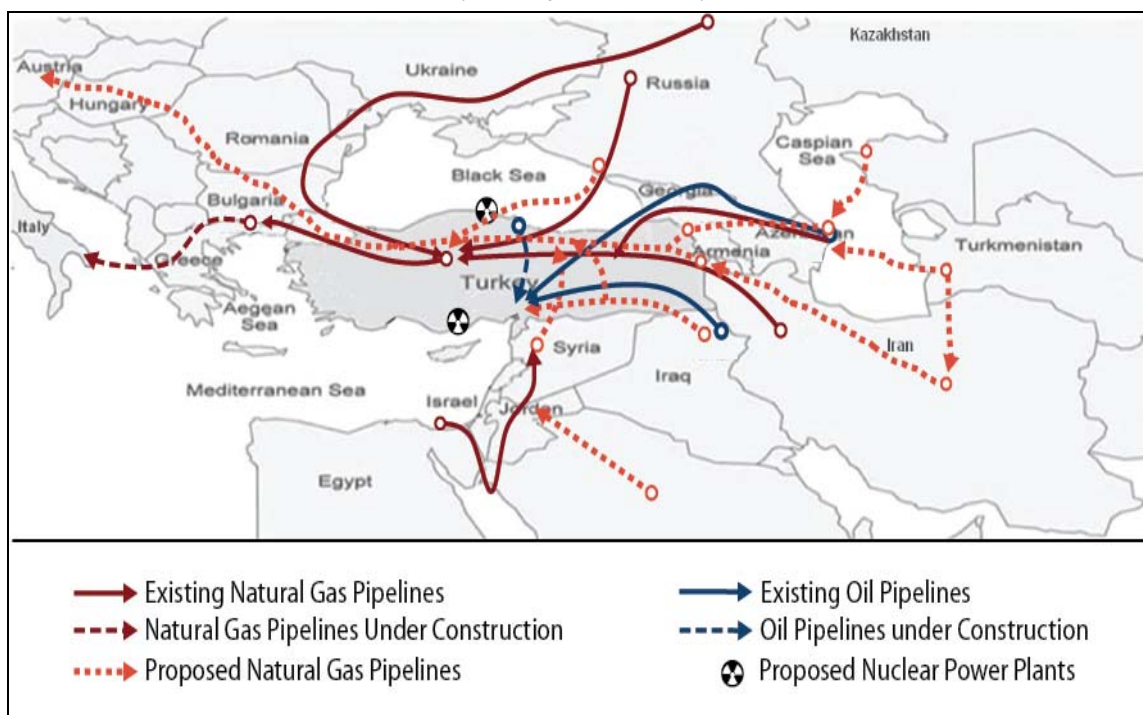 Kazakhstan
Austria
Ukraine
Russia
Hungary
Romania
Caspian
Sea
Black Sea
Georgia
Bulgaria
Italy
Armenia
Turkmenistan
Greece
Turkey
Aegean
Sea
Syria
Iran
Iraq
Mediterranean Sea
Israel
Jordan
Egypt
Existing Natural Gas Pipelines
Existing Oil Pipelines
Natural Gas Pipelines Under Construction
Oil Pipelines under Construction
Proposed Natural Gas Pipelines
Proposed Nuclear Power Plants